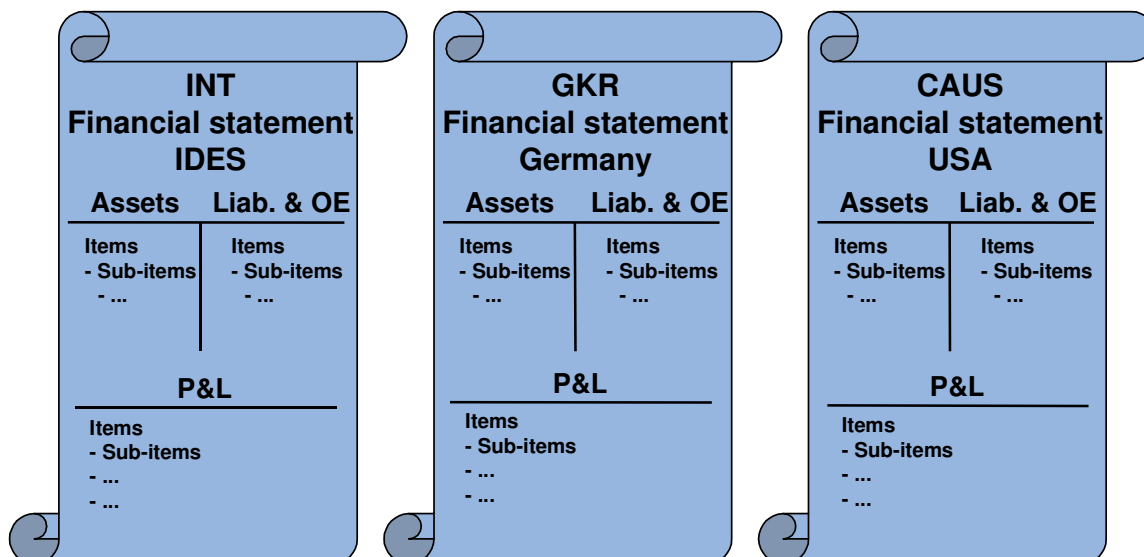 INT
Financial statement
IDES
Assets Liab. & OE
Items
- Sub-items
- ...
Items
- Sub-items
- ...
P&L
Items
- Sub-items
- ...
- ...
GKR
Financial statement
Germany
Assets Liab. & OE
Items
- Sub-items
- ...
Items
- Sub-items
- ...
P&L
Items
- Sub-items
- ...
- ...
CAUS
Financial statement
USA
Assets Liab. & OE
Items
- Sub-items
- ...
Items
- Sub-items
- ...
P&L
Items
- Sub-items
- ...
- ...